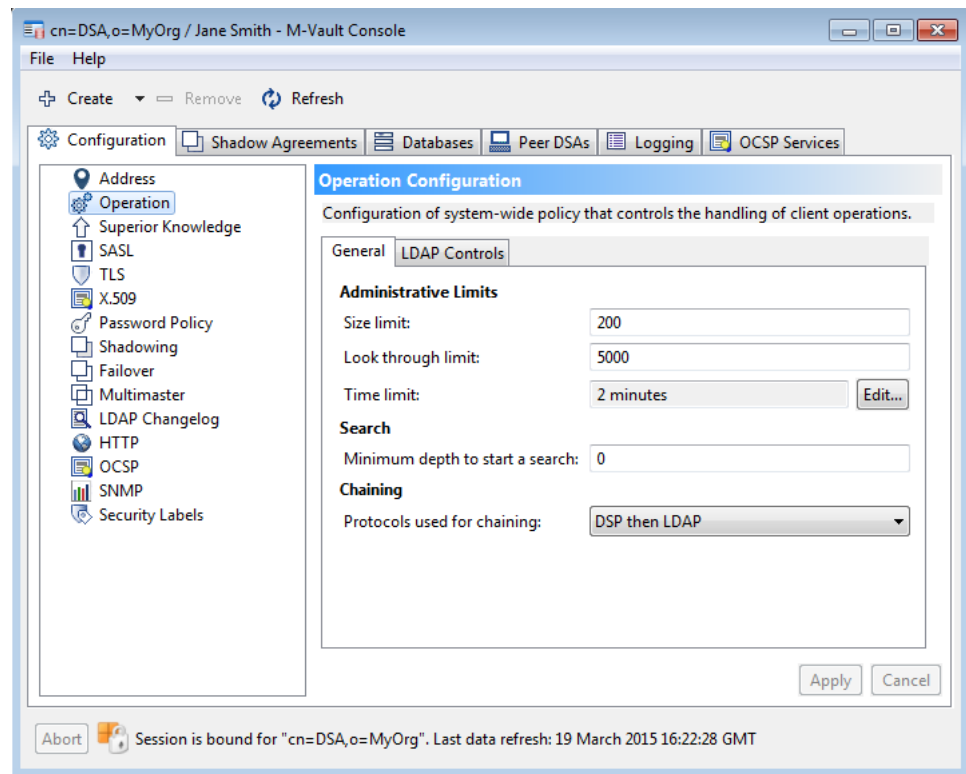 cn=DSA,o=MyOrg / Jane Smith - M-Vault Console
File Help
Create Remove Refresh
Configuration Shadow Agreements Databases Peer DSAs Logging OCSP Services
Address
Operation
Superior Knowledge
SASL
TLS
X.509
Password Policy
Shadowing
Failover
Multimaster
LDAP Changelog
HTTP
OCSP
SNMP
Security Labels
Operation Configuration
Configuration of system-wide policy that controls the handling of client operations.
General LDAP Controls
Administrative Limits
Size limit: 200
Look through limit: 5000
Time limit: 2 minutes Edit...
Search
Minimum depth to start a search: 0
Chaining
Protocols used for chaining: DSP then LDAP
Apply Cancel
Abort Session is bound for "cn=DSA,o=MyOrg". Last data refresh: 19 March 2015 16:22:28 GMT